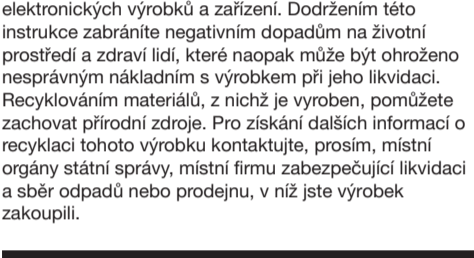 elektronických výrobků a zařízení. Dodržením této
instrukce zabráníte negativním dopadům na životní
prostředí a zdraví lidí, které naopak může být ohroženo
nesprávným nákladním s výrobkem při jeho likvidaci.
Recyklováním materiálů, z nichž je vyroben, pomůžete
zachovat přírodní zdroje. Pro získání dalších informací o
recyklaci tohoto výrobku kontaktujte, prosím, místní
orgány státní správy, místní firmu zabezpečující likvidaci
a sběr odpadů nebo prodejnu, v níž jste výrobek
zakoupili.